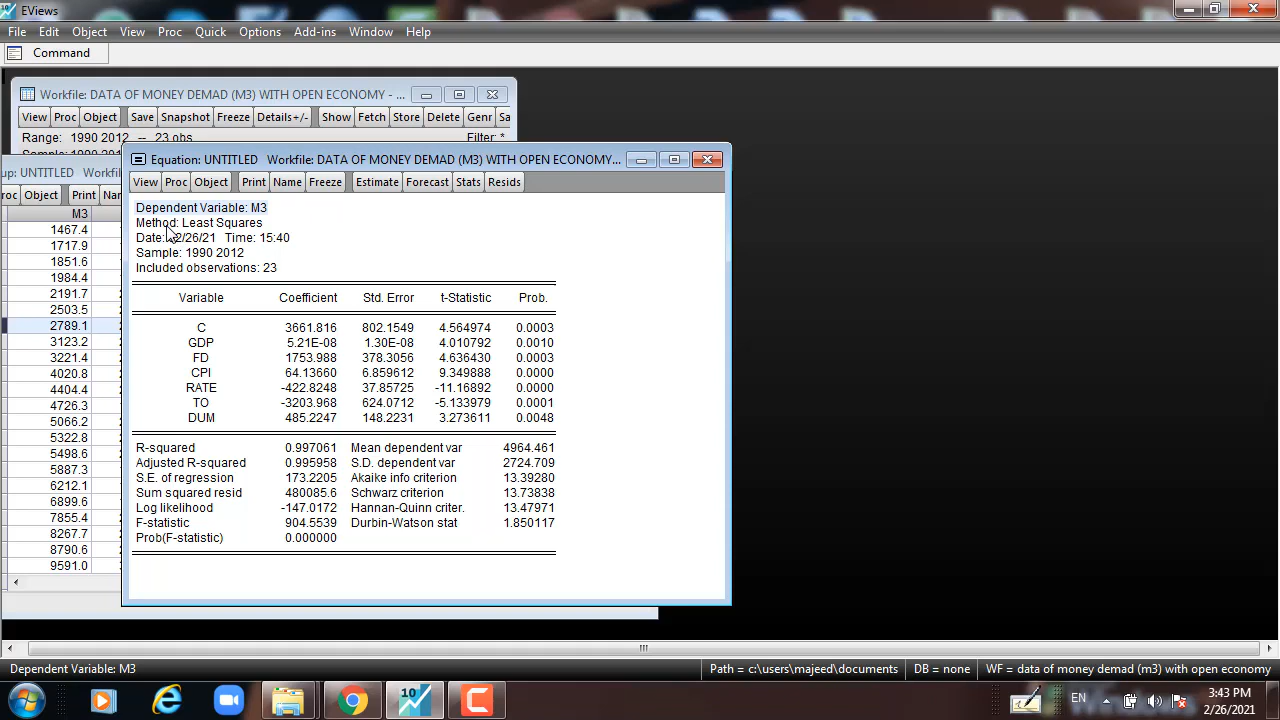 EViews
File Edit Object View Proc Quick Options Add-ins Window Help
Command
Workfile: DATA OF MONEY DEMAD (M3) WITH OPEN ECONOMY - ...
View Proc Object Save Snapshot Freeze Details+/- Show Fetch Store Delete Genr Sa
Range: 1990 2012 -- 23 obs Filter: *
up: UNTITLED Workfil
roc Object Print Nan
M3
1467.4
1717.9
1851.6
1984.4
2191.7
2503.5
2789.1
3123.2
3221.4
4020.8
4404.4
4726.3
5066.2
5322.8
5498.6
5887.3
6212.1
6899.6
7855.4
8267.7
8790.6
9591.0
Equation: UNTITLED Workfile: DATA OF MONEY DEMAD (M3) WITH OPEN ECONOMY...
View Proc Object Print Name Freeze Estimate Forecast Stats Resids
Dependent Variable: M3
Method: Least Squares
Date: 2/26/21 Time: 15:40
Sample: 1990 2012
Included observations: 23
Variable Coefficient Std. Error t-Statistic Prob.
C 3661.816 802.1549 4.564974 0.0003
GDP 5.21E-08 1.30E-08 4.010792 0.0010
FD 1753.988 378.3056 4.636430 0.0003
CPI 64.13660 6.859612 9.349888 0.0000
RATE -422.8248 37.85725 -11.16892 0.0000
TO -3203.968 624.0712 -5.133979 0.0001
DUM 485.2247 148.2231 3.273611 0.0048
R-squared 0.997061 Mean dependent var 4964.461
Adjusted R-squared 0.995958 S.D. dependent var 2724.709
S.E. of regression 173.2205 Akaike info criterion 13.39280
Sum squared resid 480085.6 Schwarz criterion 13.73838
Log likelihood -147.0172 Hannan-Quinn criter. 13.47971
F-statistic 904.5539 Durbin-Watson stat 1.850117
Prob(F-statistic) 0.000000
Dependent Variable: M3 Path = c:\users\majeed\documents DB = none WF = data of money demad (m3) with open economy
EN
3:43 PM
2/26/2021